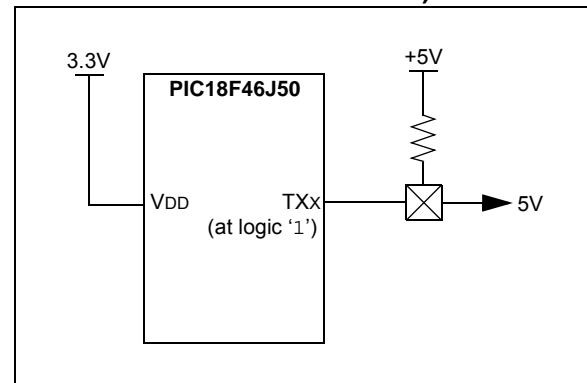 3.3V
+5V
PIC18F46J50
VDD
TXX
(at logic ‘1’)
5V